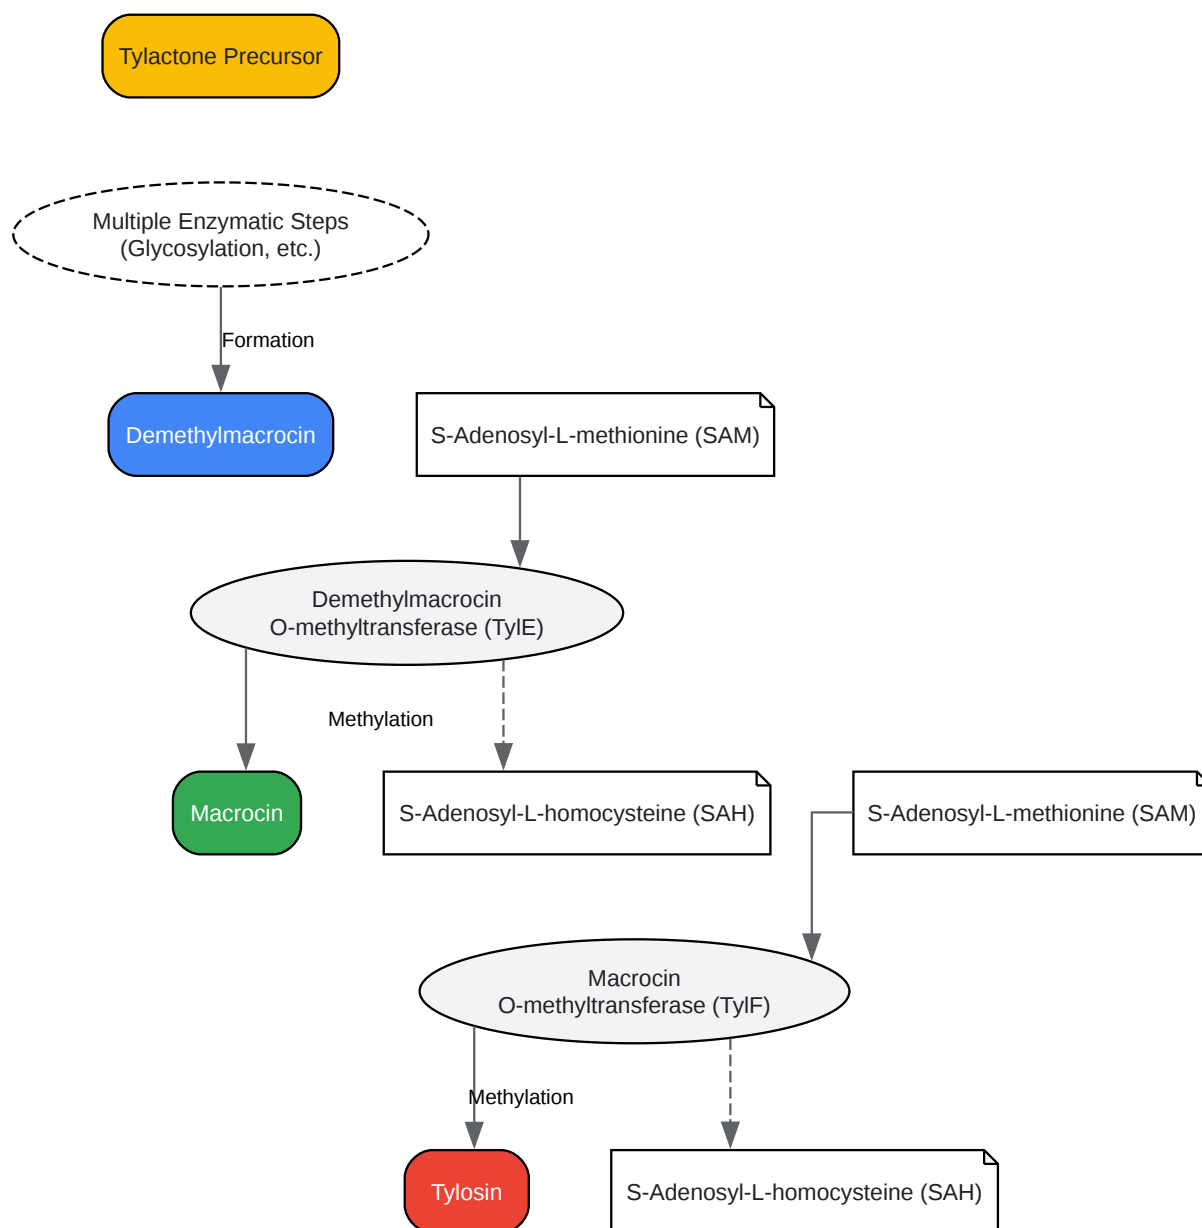 Tylactone Precursor
Multiple Enzymatic Steps
(Glycosylation, etc.)
Formation
Demethylmacrocin
S-Adenosyl-L-methionine (SAM)
Demethylmacrocin
O-methyltransferase (TylE)
Methylation
Macrocin
S-Adenosyl-L-homocysteine (SAH)
S-Adenosyl-L-methionine (SAM)
Macrocin
O-methyltransferase (TylF)
Methylation
Tylosin
S-Adenosyl-L-homocysteine (SAH)